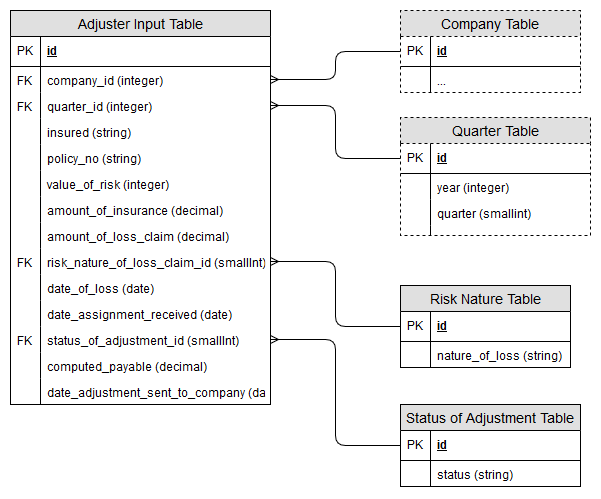 Adjuster Input Table
PK id
FK company_id (integer)
FK quarter_id (integer)
insured (string)
policy_no (string)
value_of_risk (integer)
amount_of_insurance (decimal)
amount_of_loss_claim (decimal)
FK risk_nature_of_loss_claim_id (smallInt)
date_of_loss (date)
date_assignment_received (date)
FK status_of_adjustment_id (smallInt)
computed_payable (decimal)
date_adjustment_sent_to_company (da
Company Table
PK id
...
Quarter Table
PK id
year (integer)
quarter (smallint)
Risk Nature Table
PK id
nature_of_loss (string)
Status of Adjustment Table
PK id
status (string)